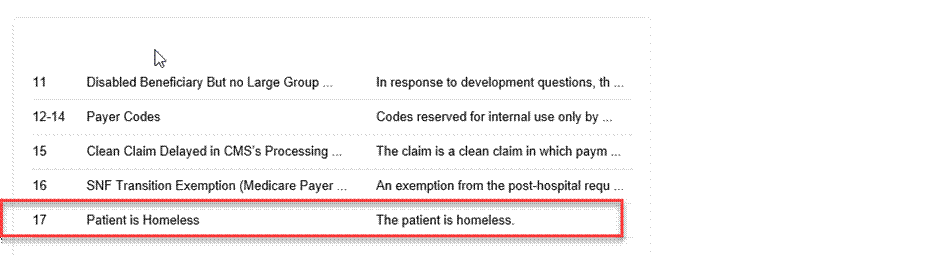 11 Disabled Beneficiary But no Large Group ... In response to development questions, th ...
12-14 Payer Codes Codes reserved for internal use only by ...
15 Clean Claim Delayed in CMS's Processing ... The claim is a clean claim in which paym ...
16 SNF Transition Exemption (Medicare Payer ... An exemption from the post-hospital requ ...
17 Patient is Homeless The patient is homeless.